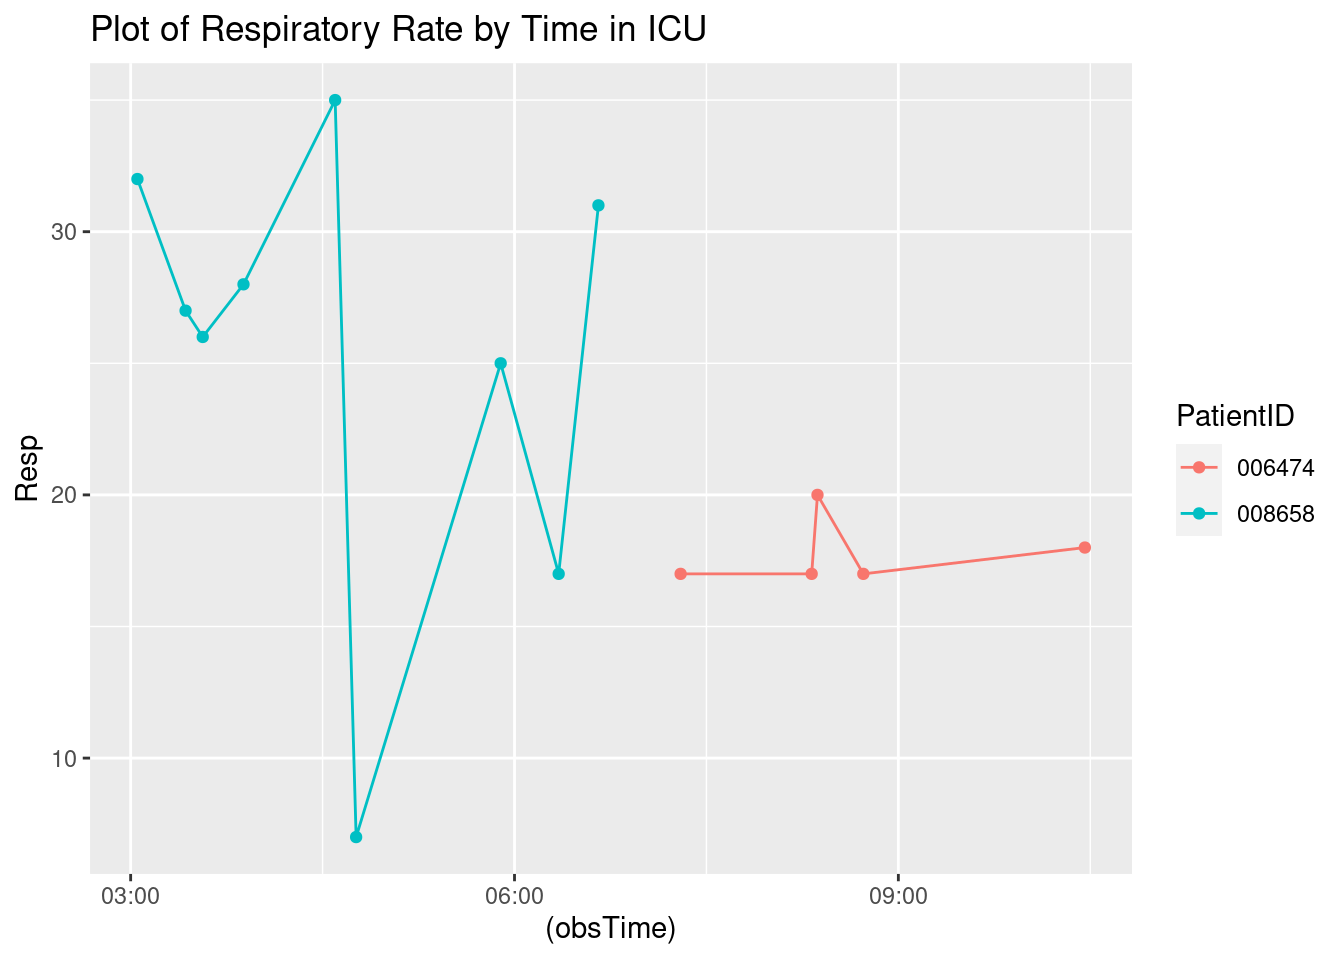 Plot of Respiratory Rate by Time in ICU
Resp
30
20
10
03:00 06:00 09:00
(obsTime)
PatientID
006474
008658